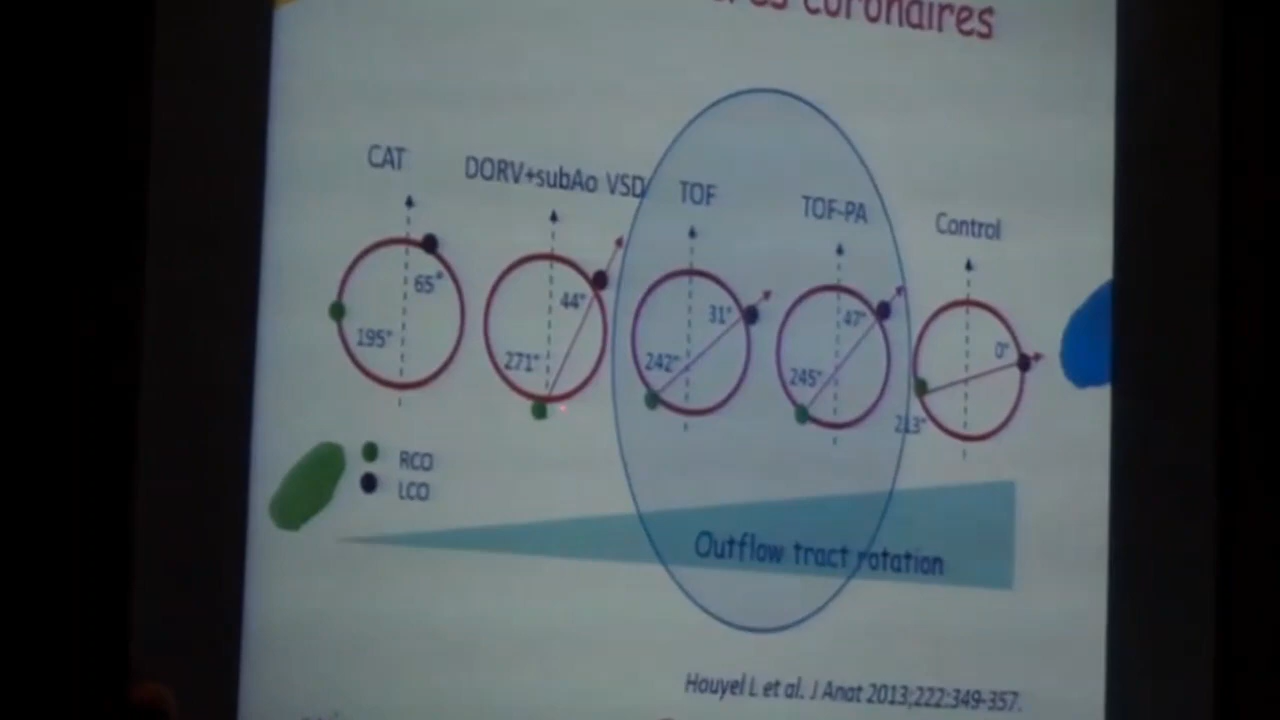 coronaires
CAT
DORV+subAo VSD
TOF
TOF-PA
Control
65°
195°
44°
271°
31°
242°
47°
245°
0°
213°
RCO
LCO
Outflow tract rotation
Houyel L et al. J Anat 2013;222:349-357.